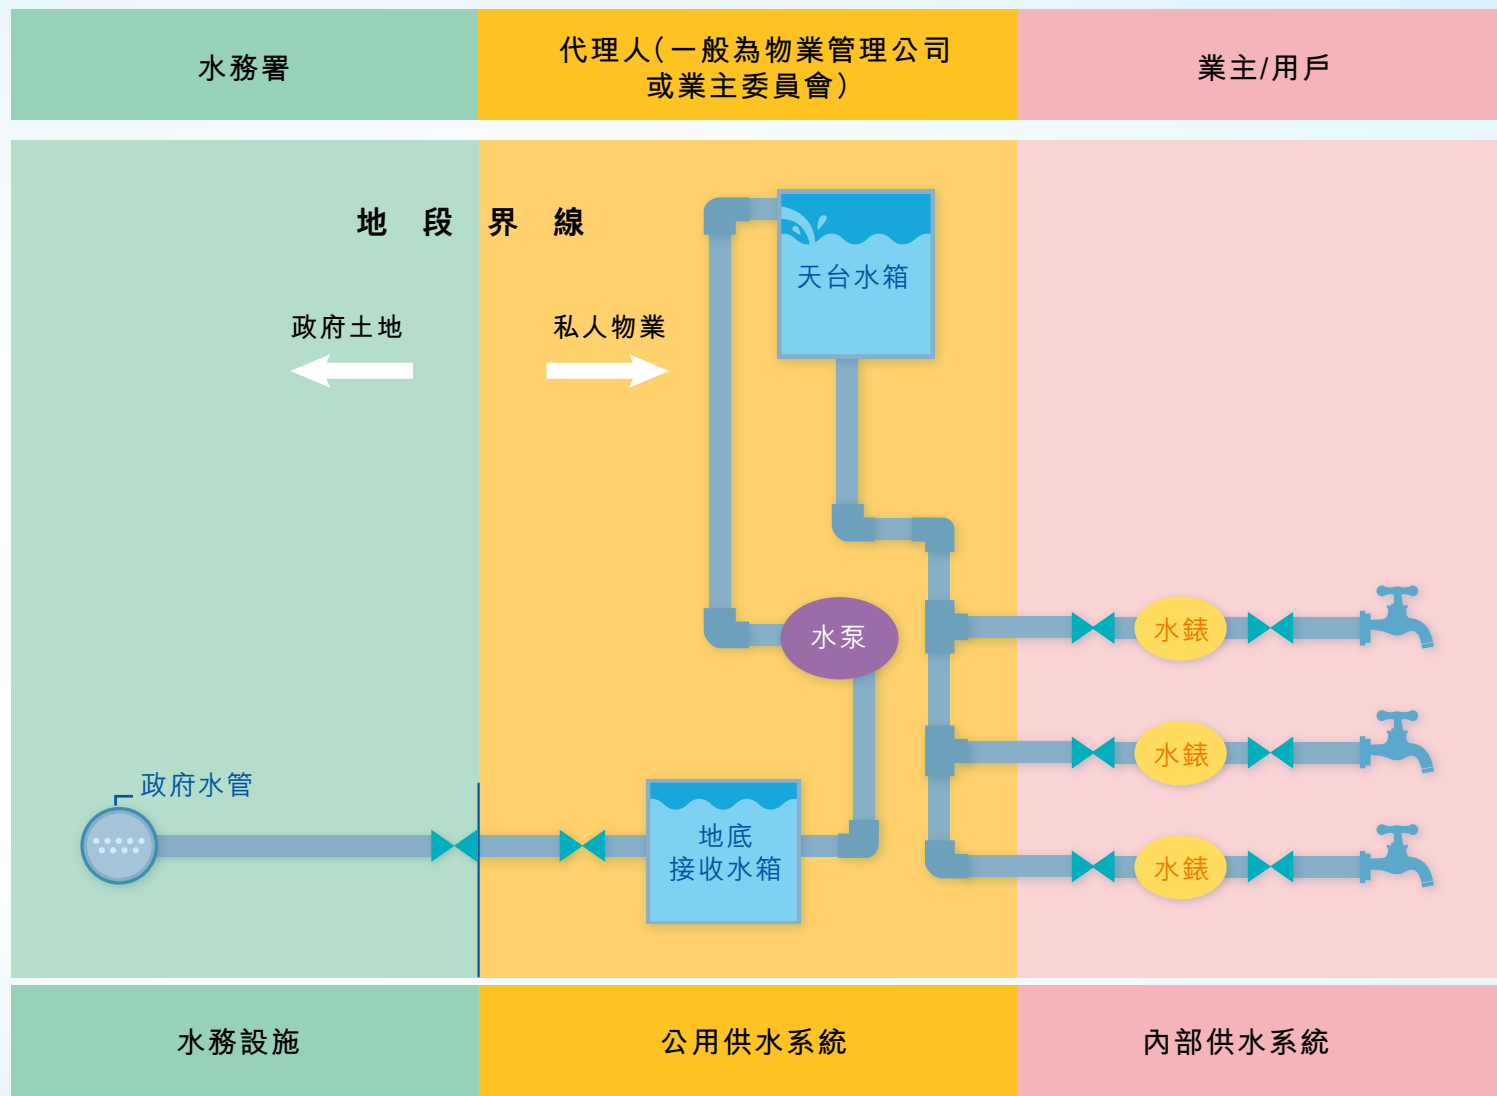 水務署
代理人（一般為物業管理公司
或業主委員會）
業主/用戶
地段界線
政府土地
私人物業
天台水箱
水泵
水錶
水錶
水錶
政府水管
地底
接收水箱
水務設施
公用供水系統
內部供水系統